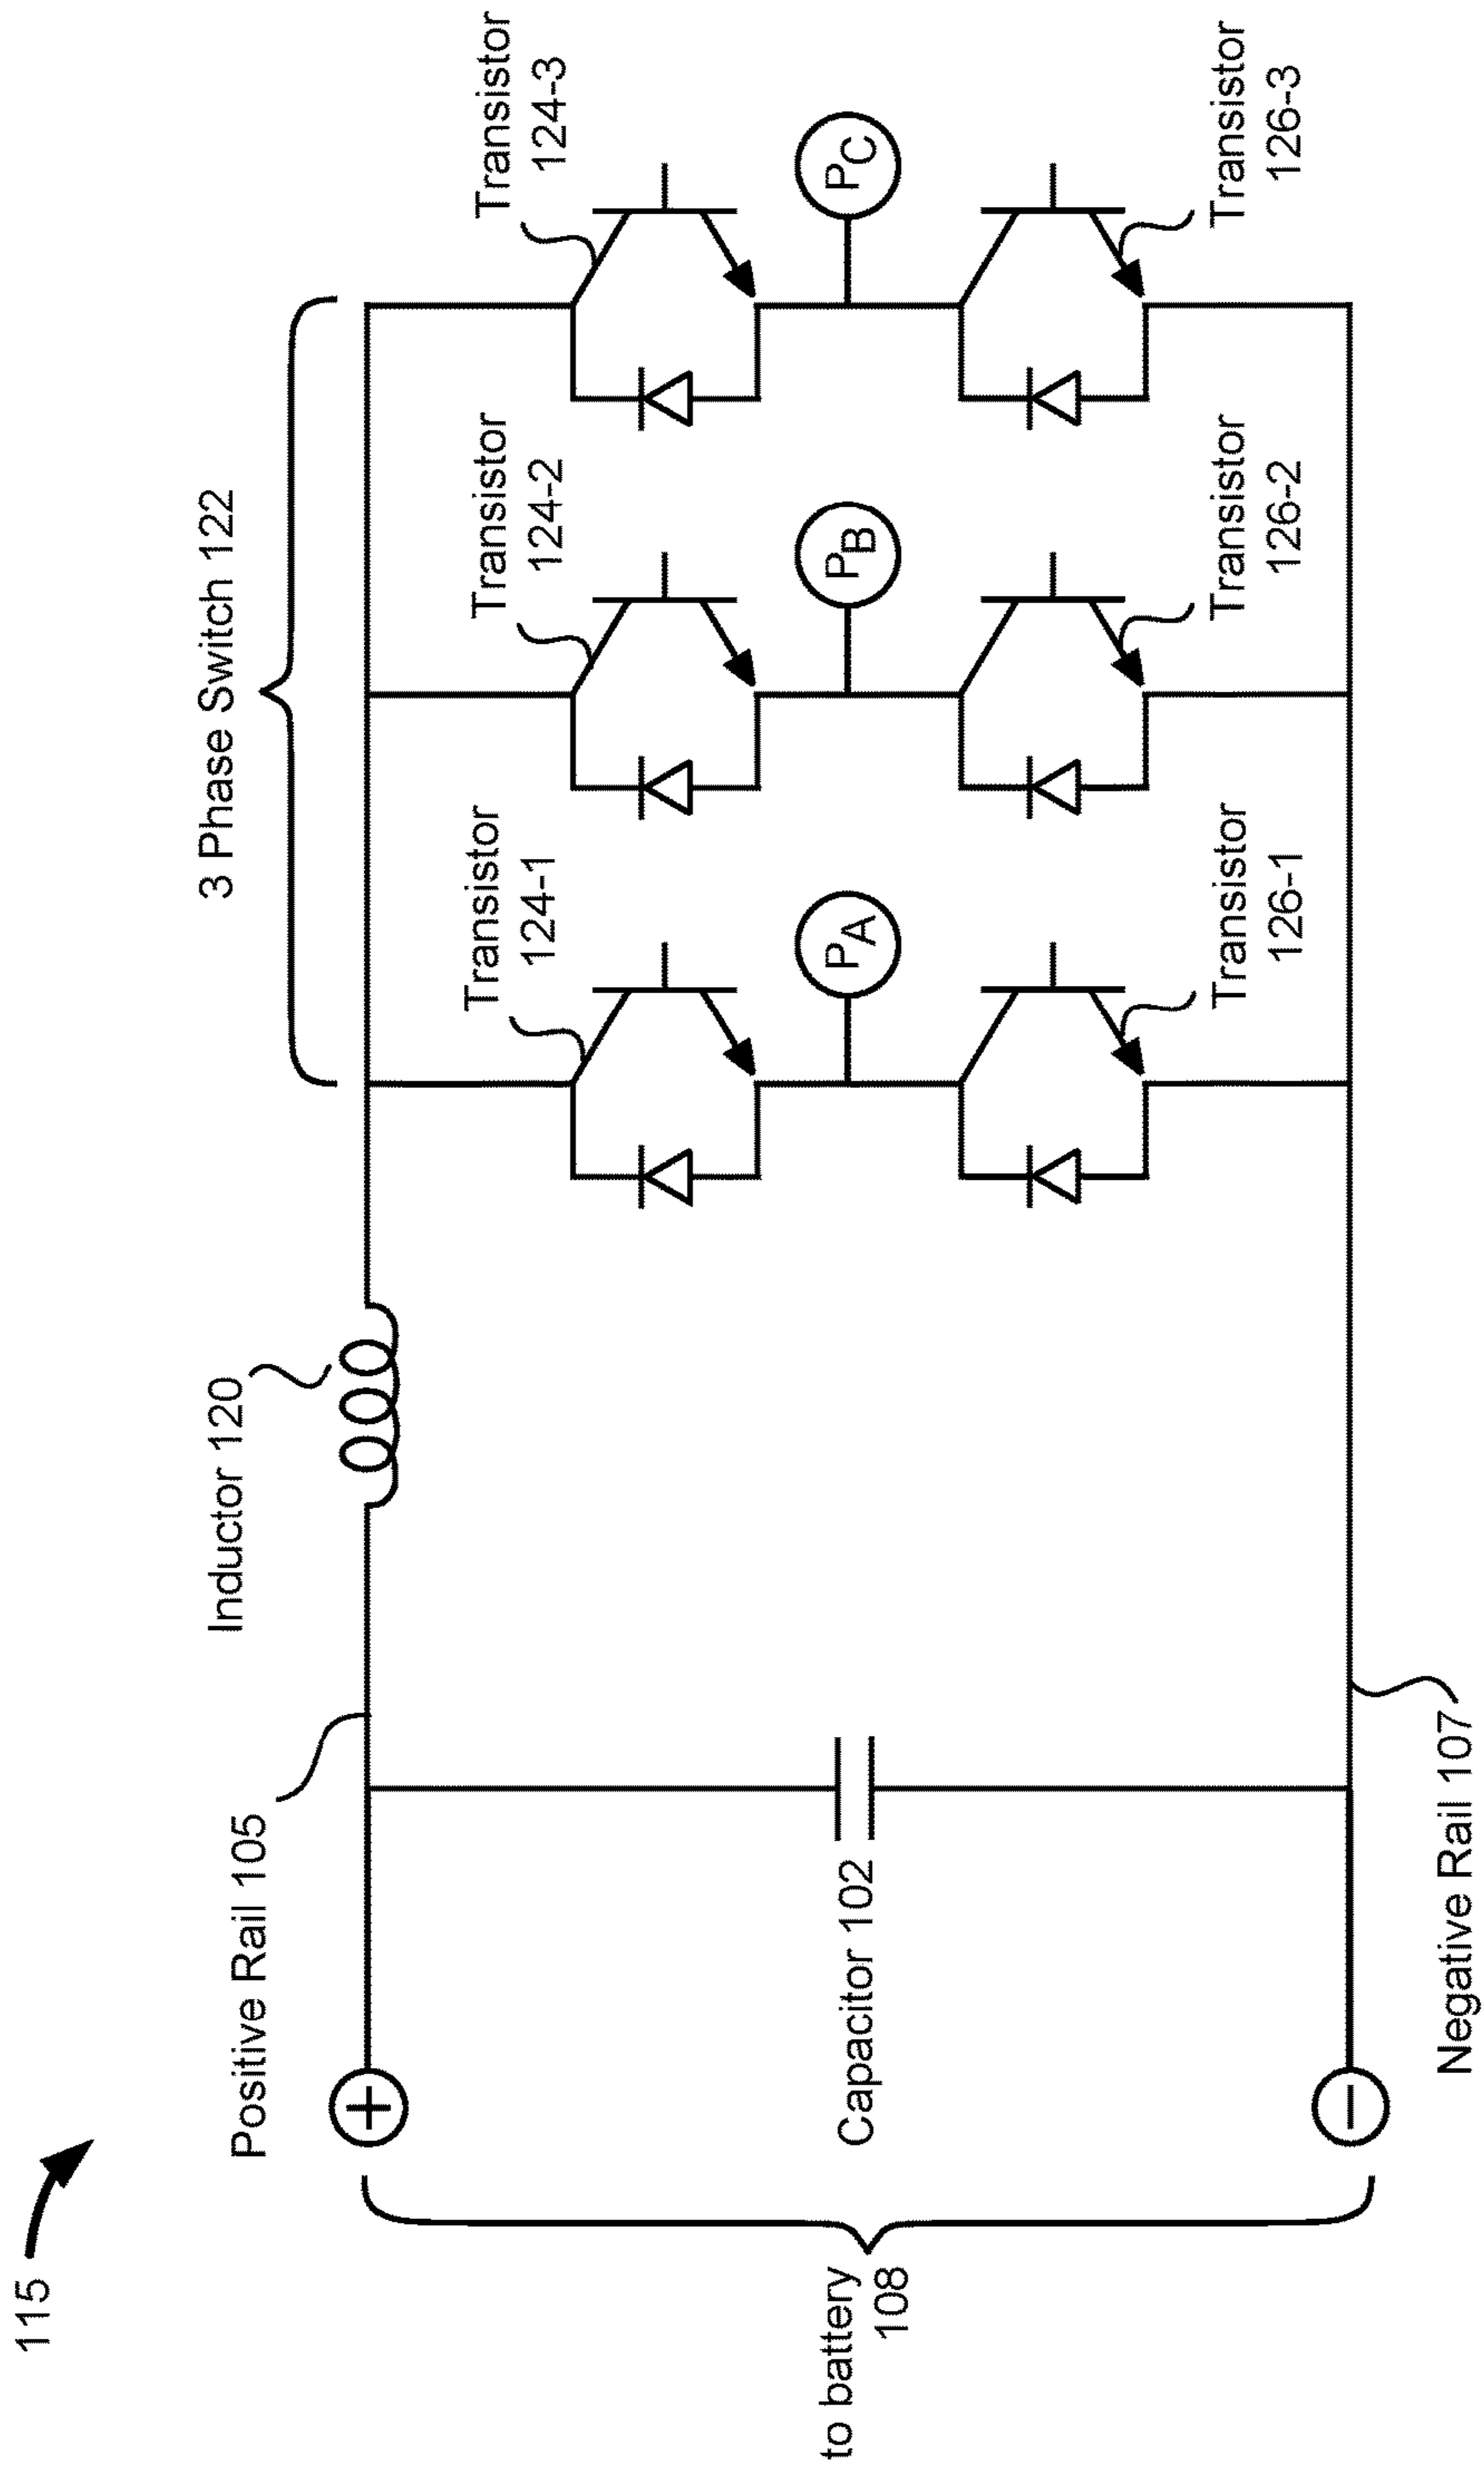 115
3 Phase Switch 122
Inductor 120
Positive Rail 105
Transistor
124-1
Transistor
124-2
Transistor
124-3
+
to battery
108
Capacitor 102
PA
PB
PC
Transistor
126-1
Transistor
126-2
Transistor
126-3
−
Negative Rail 107